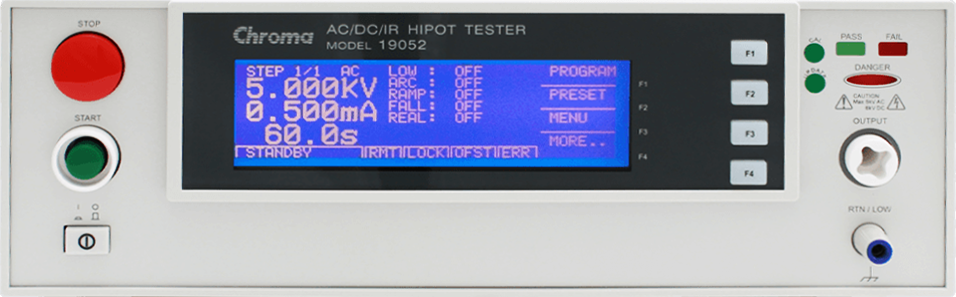 STOP
START
I O
Chroma AC/DC/IR HIPOT TESTER
MODEL 19052
STEP 1/1 AC
5.000kV
0.500mA
60.0s
LOW : OFF
ARC : OFF
RAMP: OFF
FALL: OFF
REAL: OFF
PROGRAM
PRESET
MENU
MORE..
STANDBY RMT LOCK OFST ERR
F1
F2
F3
F4
F1
F2
F3
F4
PASS FAIL
DANGER
CAUTION
OUTPUT
RTN / LOW